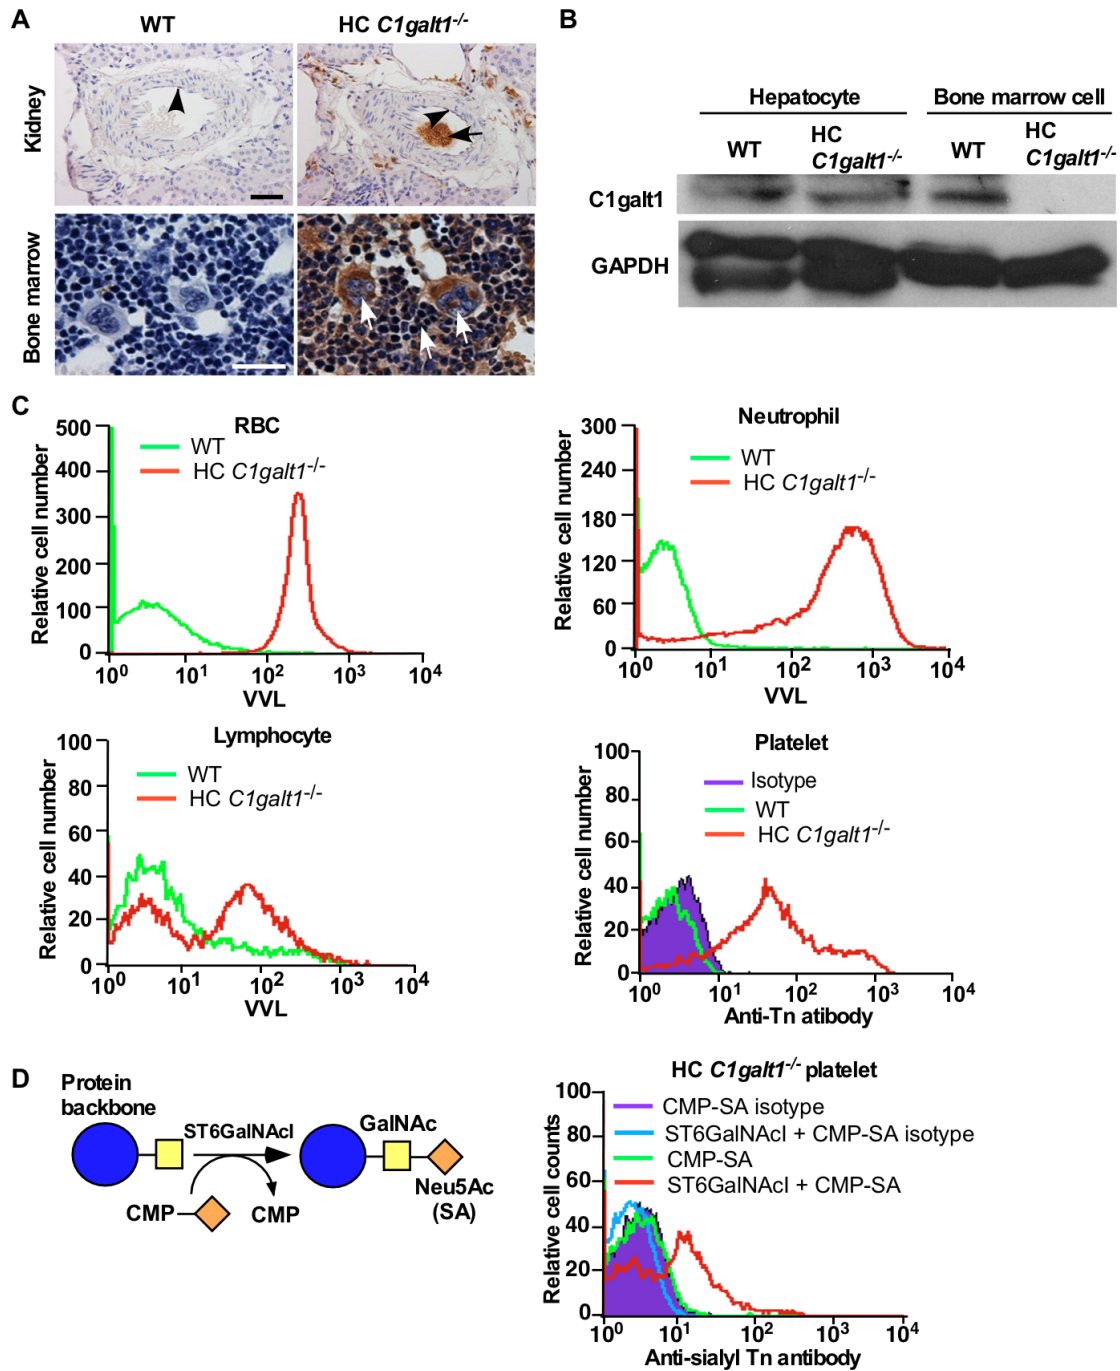 A
WT
HC C1galt1-/-
Kidney
Bone marrow
B
Hepatocyte
Bone marrow cell
WT
HC
C1galt1-/-
WT
HC
C1galt1-/-
C1galt1
GAPDH
C
RBC
WT
HC C1galt1-/-
Relative cell number
500
400
300
200
100
0
10^0 10^1 10^2 10^3 10^4
VVL
Neutrophil
WT
HC C1galt1-/-
Relative cell number
300
240
180
120
60
0
10^0 10^1 10^2 10^3 10^4
VVL
Lymphocyte
WT
HC C1galt1-/-
Relative cell number
100
80
60
40
20
0
10^0 10^1 10^2 10^3 10^4
VVL
Platelet
Isotype
WT
HC C1galt1-/-
Relative cell number
100
80
60
40
20
0
10^0 10^1 10^2 10^3 10^4
Anti-Tn atibody
D
Protein
backbone
ST6GalNAcI
GalNAc
CMP
CMP
Neu5Ac
(SA)
HC C1galt1-/- platelet
CMP-SA isotype
ST6GalNAcI + CMP-SA isotype
CMP-SA
ST6GalNAcI + CMP-SA
Relative cell counts
100
80
60
40
20
0
10^0 10^1 10^2 10^3 10^4
Anti-sialyl Tn antibody